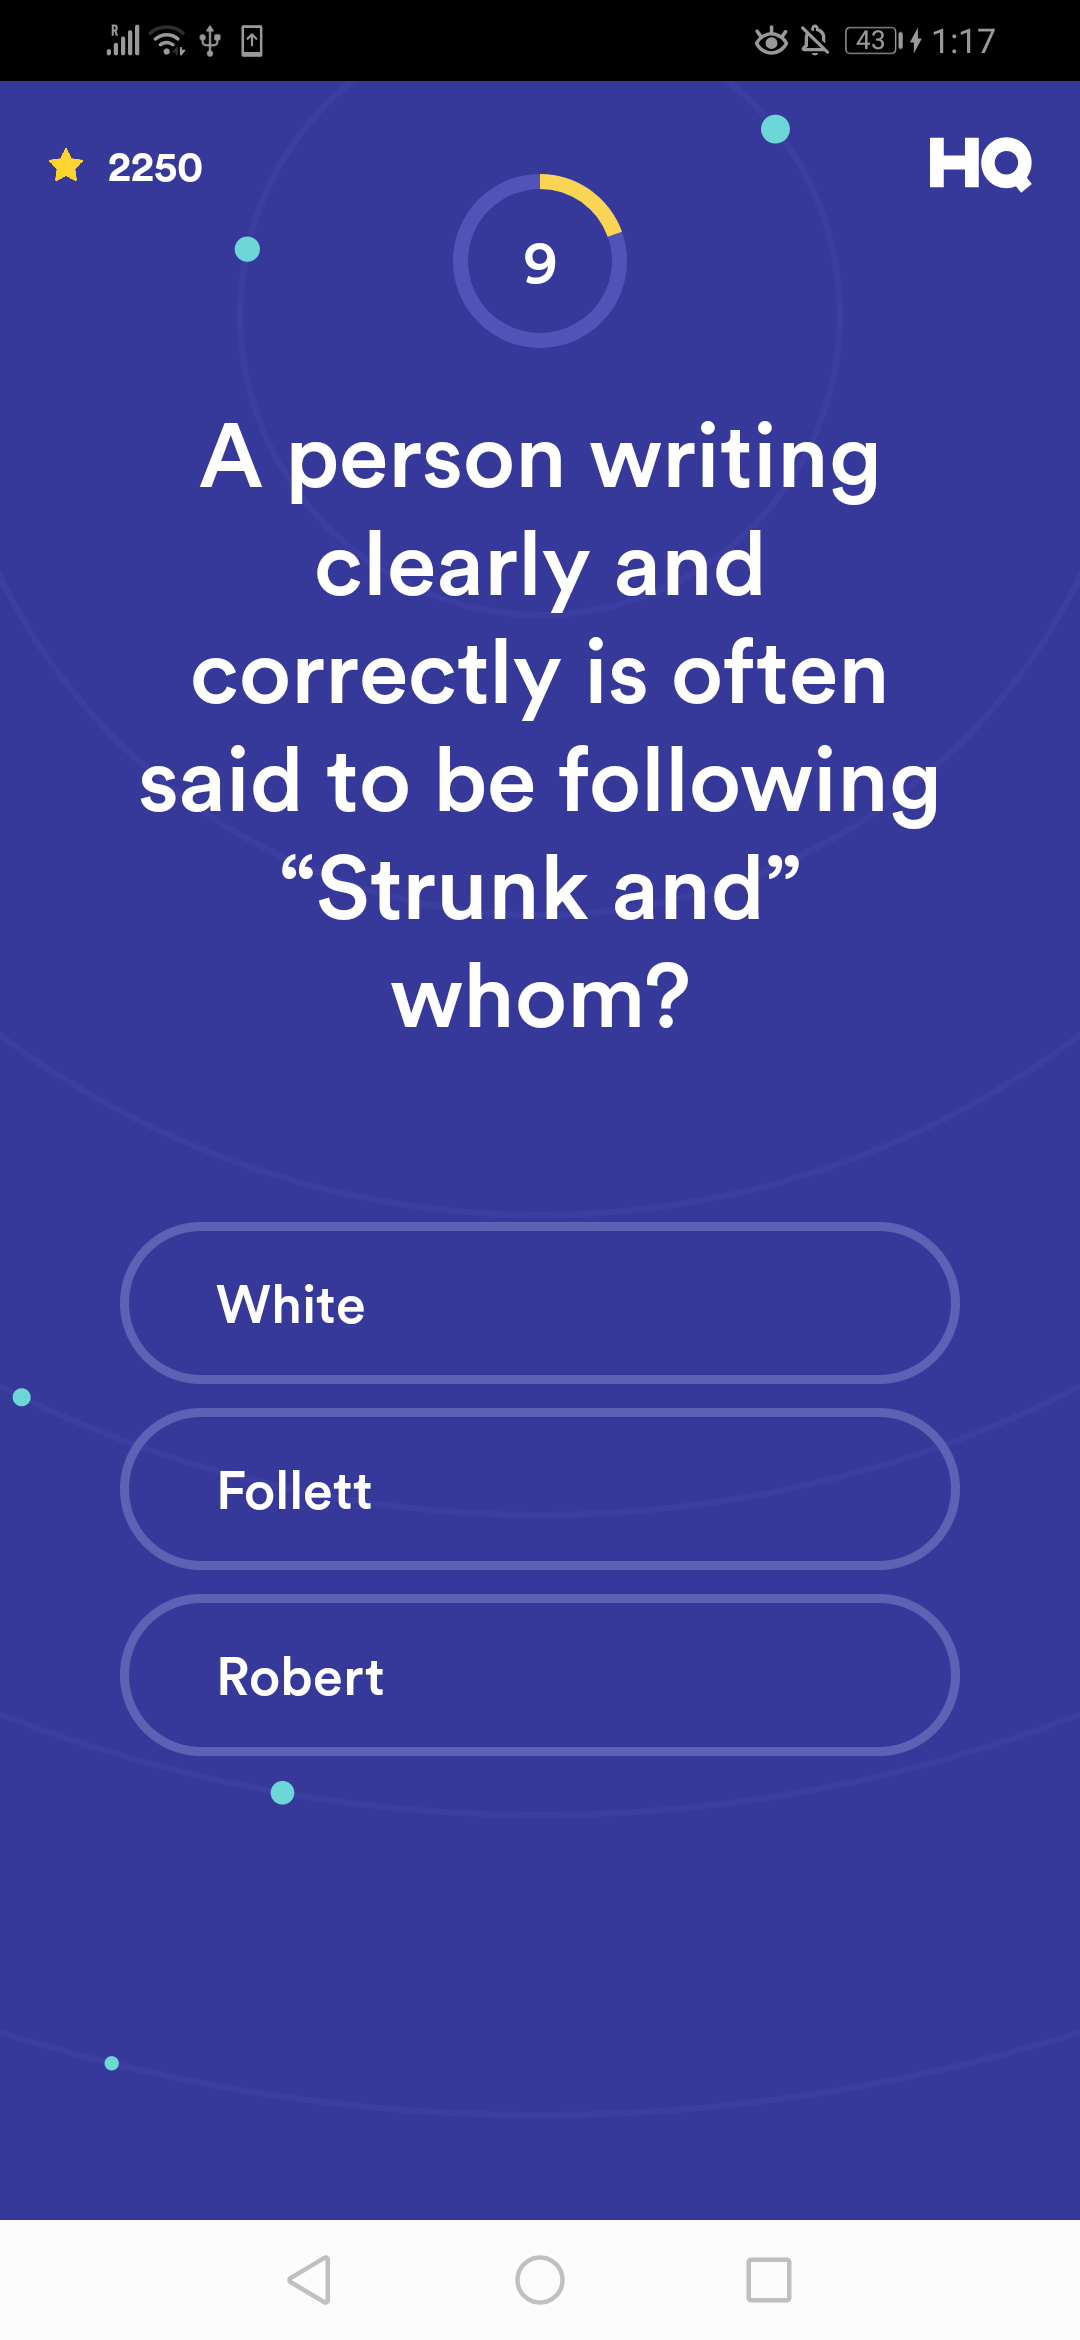 R 43 1:17
2250 HQ
9
A person writing
clearly and
correctly is often
said to be following
“Strunk and”
whom?
White
Follett
Robert